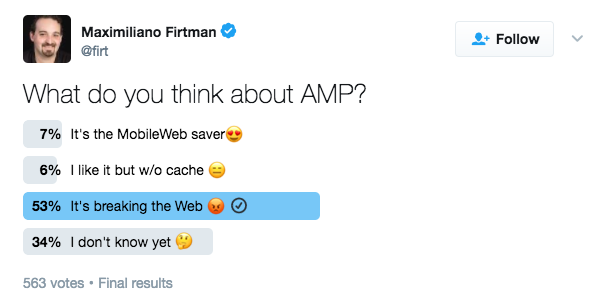 Maximiliano Firtman
@firt
Follow
What do you think about AMP?
7% It's the MobileWeb saver😍
6% I like it but w/o cache 😑
53% It's breaking the Web 😡
34% I don't know yet 🤔
563 votes • Final results